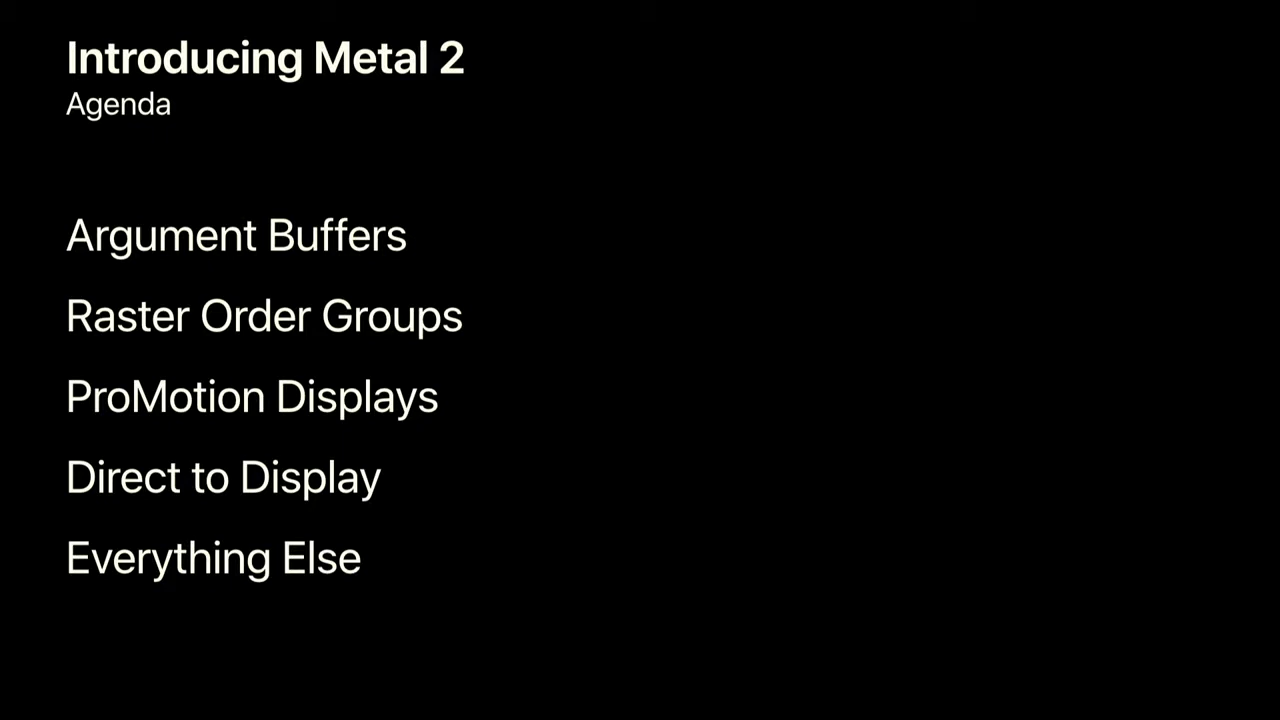 Introducing Metal 2
Agenda
Argument Buffers
Raster Order Groups
ProMotion Displays
Direct to Display
Everything Else